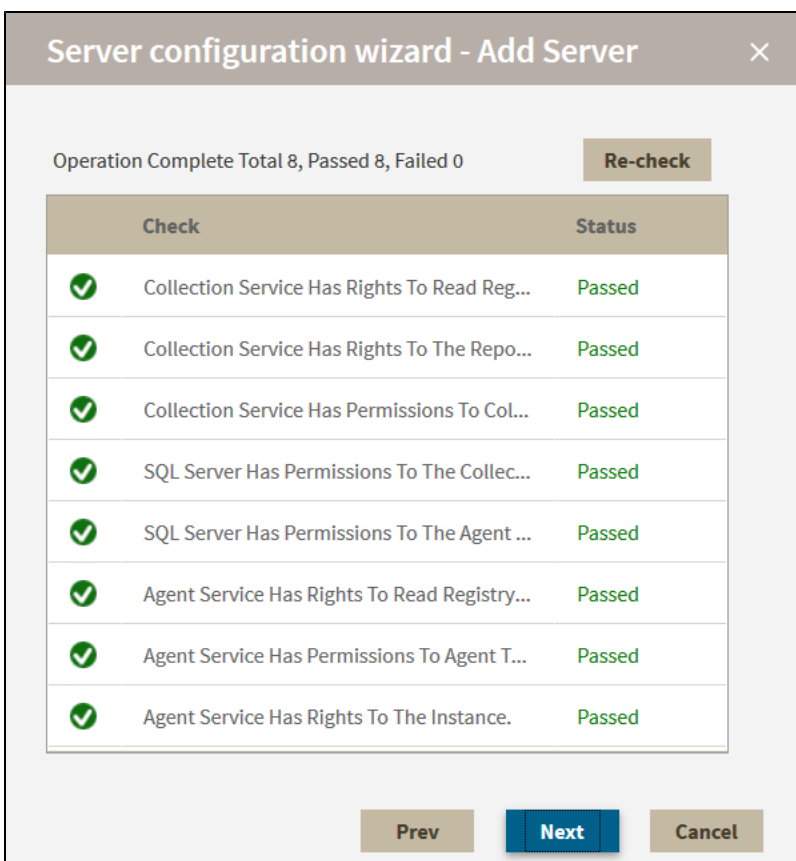 Server configuration wizard - Add Server
Operation Complete Total 8, Passed 8, Failed 0 Re-check
Check Status
Collection Service Has Rights To Read Reg... Passed
Collection Service Has Rights To The Repo... Passed
Collection Service Has Permissions To Col... Passed
SQL Server Has Permissions To The Collec... Passed
SQL Server Has Permissions To The Agent ... Passed
Agent Service Has Rights To Read Registry... Passed
Agent Service Has Permissions To Agent T... Passed
Agent Service Has Rights To The Instance. Passed
Prev Next Cancel